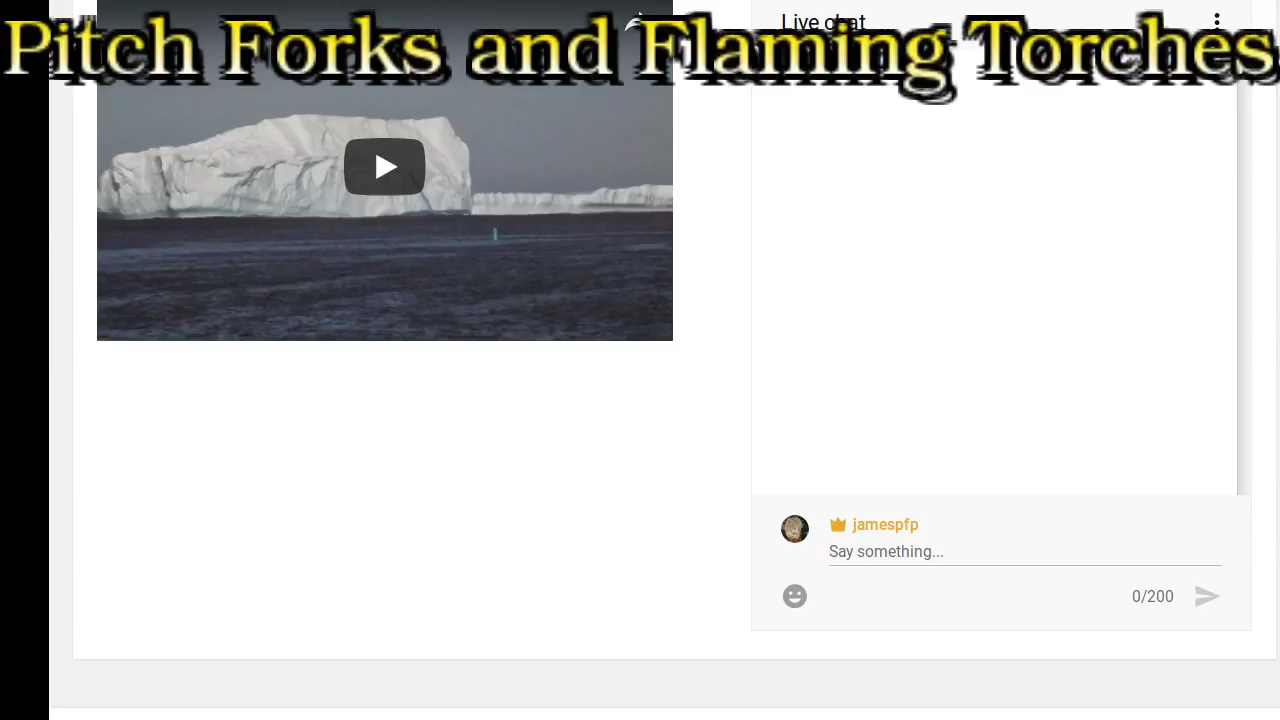 Pitch Forks and Flaming Torches
Live chat
jamespfp
Say something...
0/200